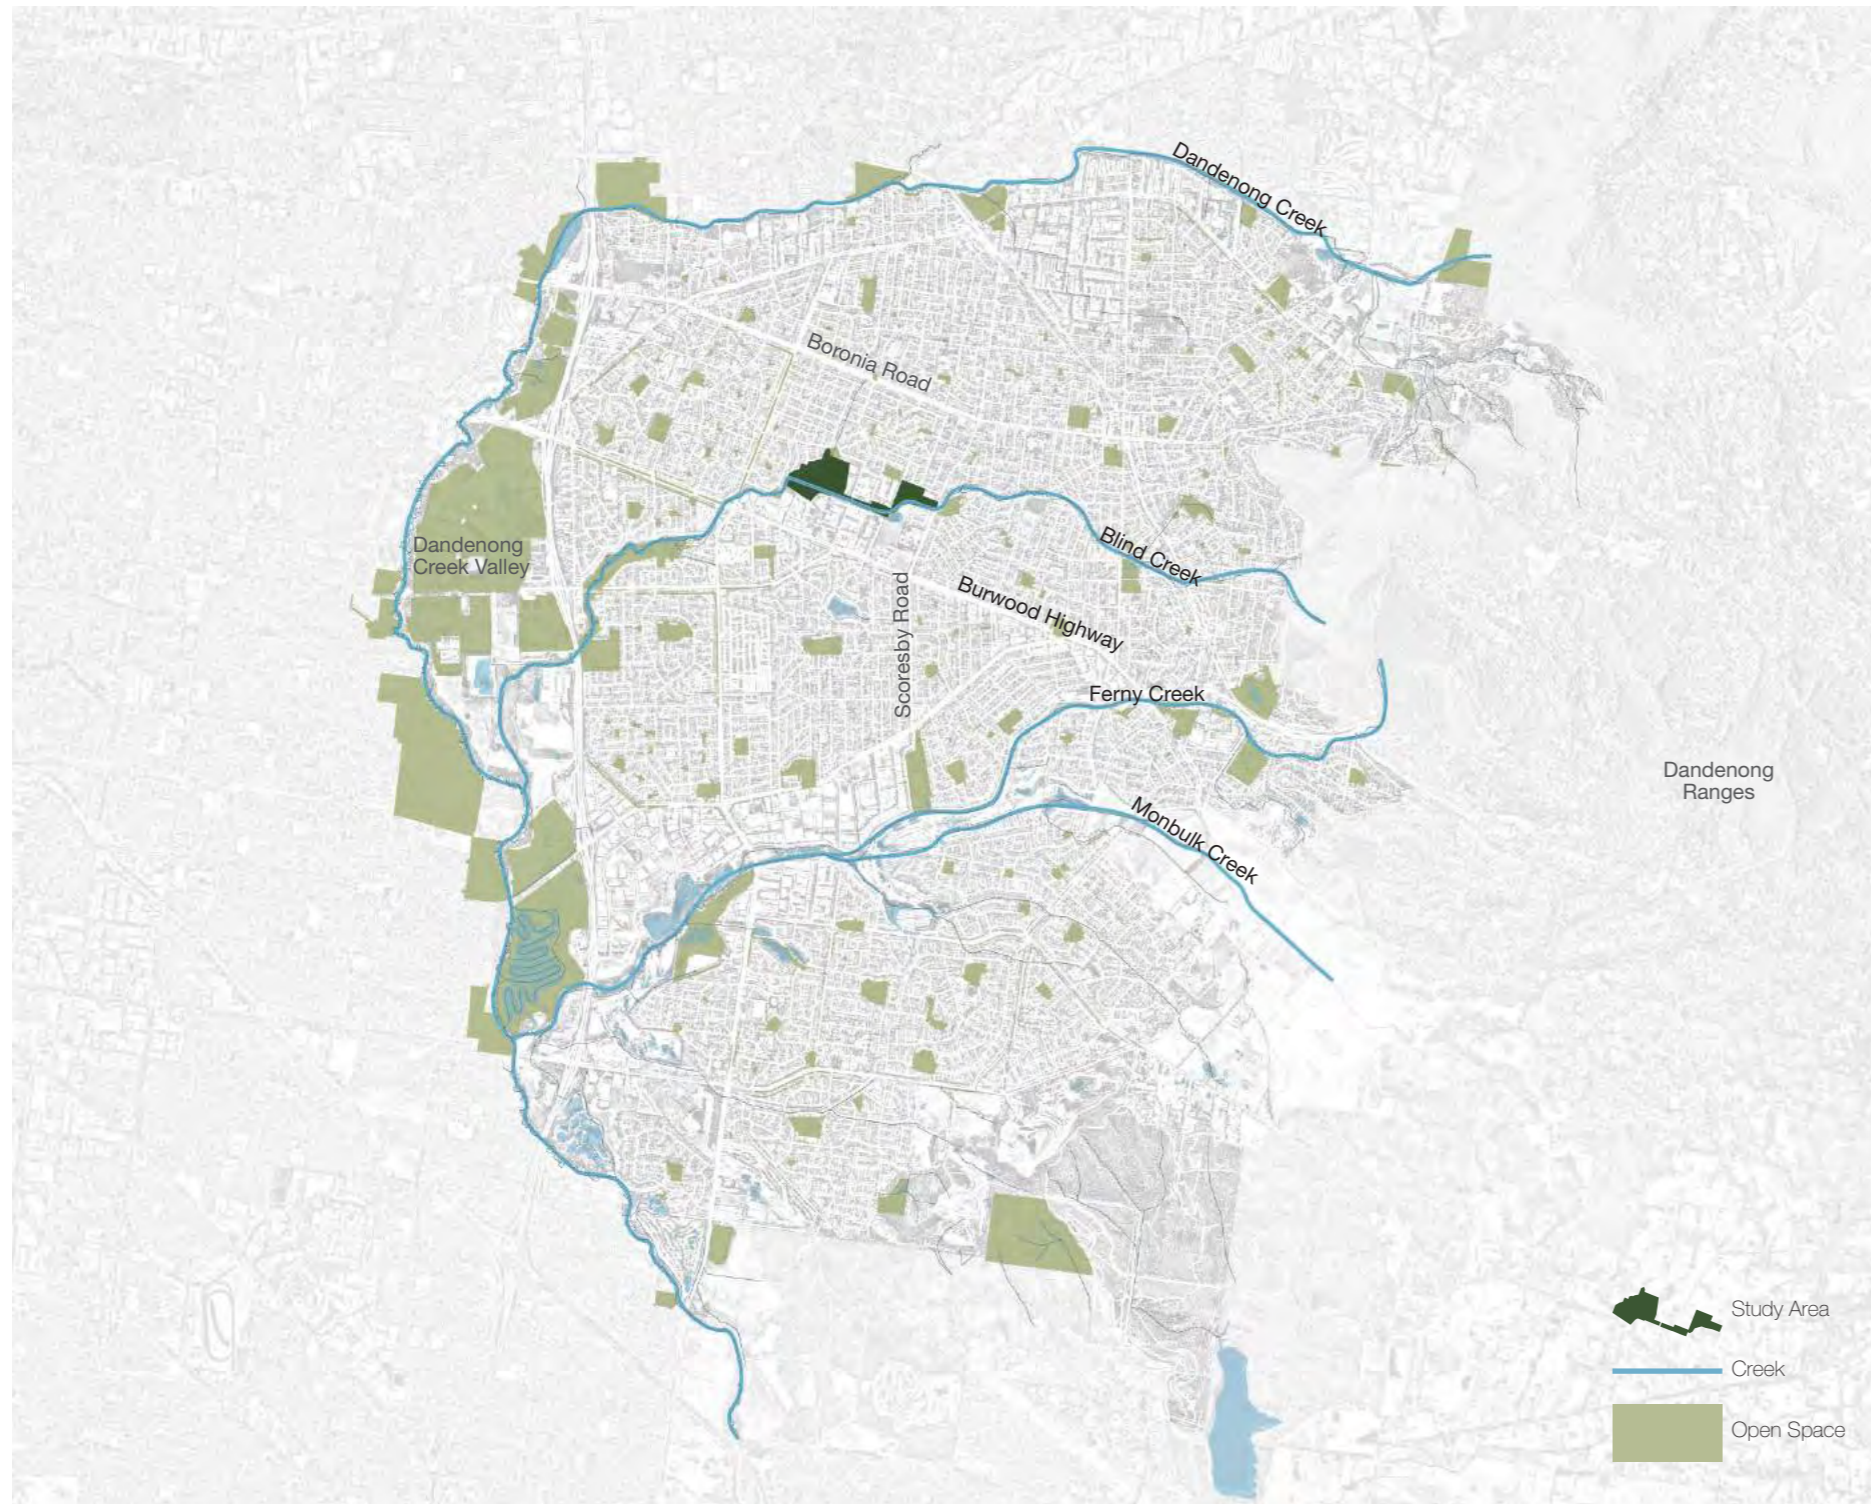 Dandenong Creek
Boronia Road
Dandenong
Creek Valley
Blind Creek
Burwood Highway
Scoresby Road
Ferny Creek
Dandenong
Ranges
Monbulk Creek
Study Area
Creek
Open Space